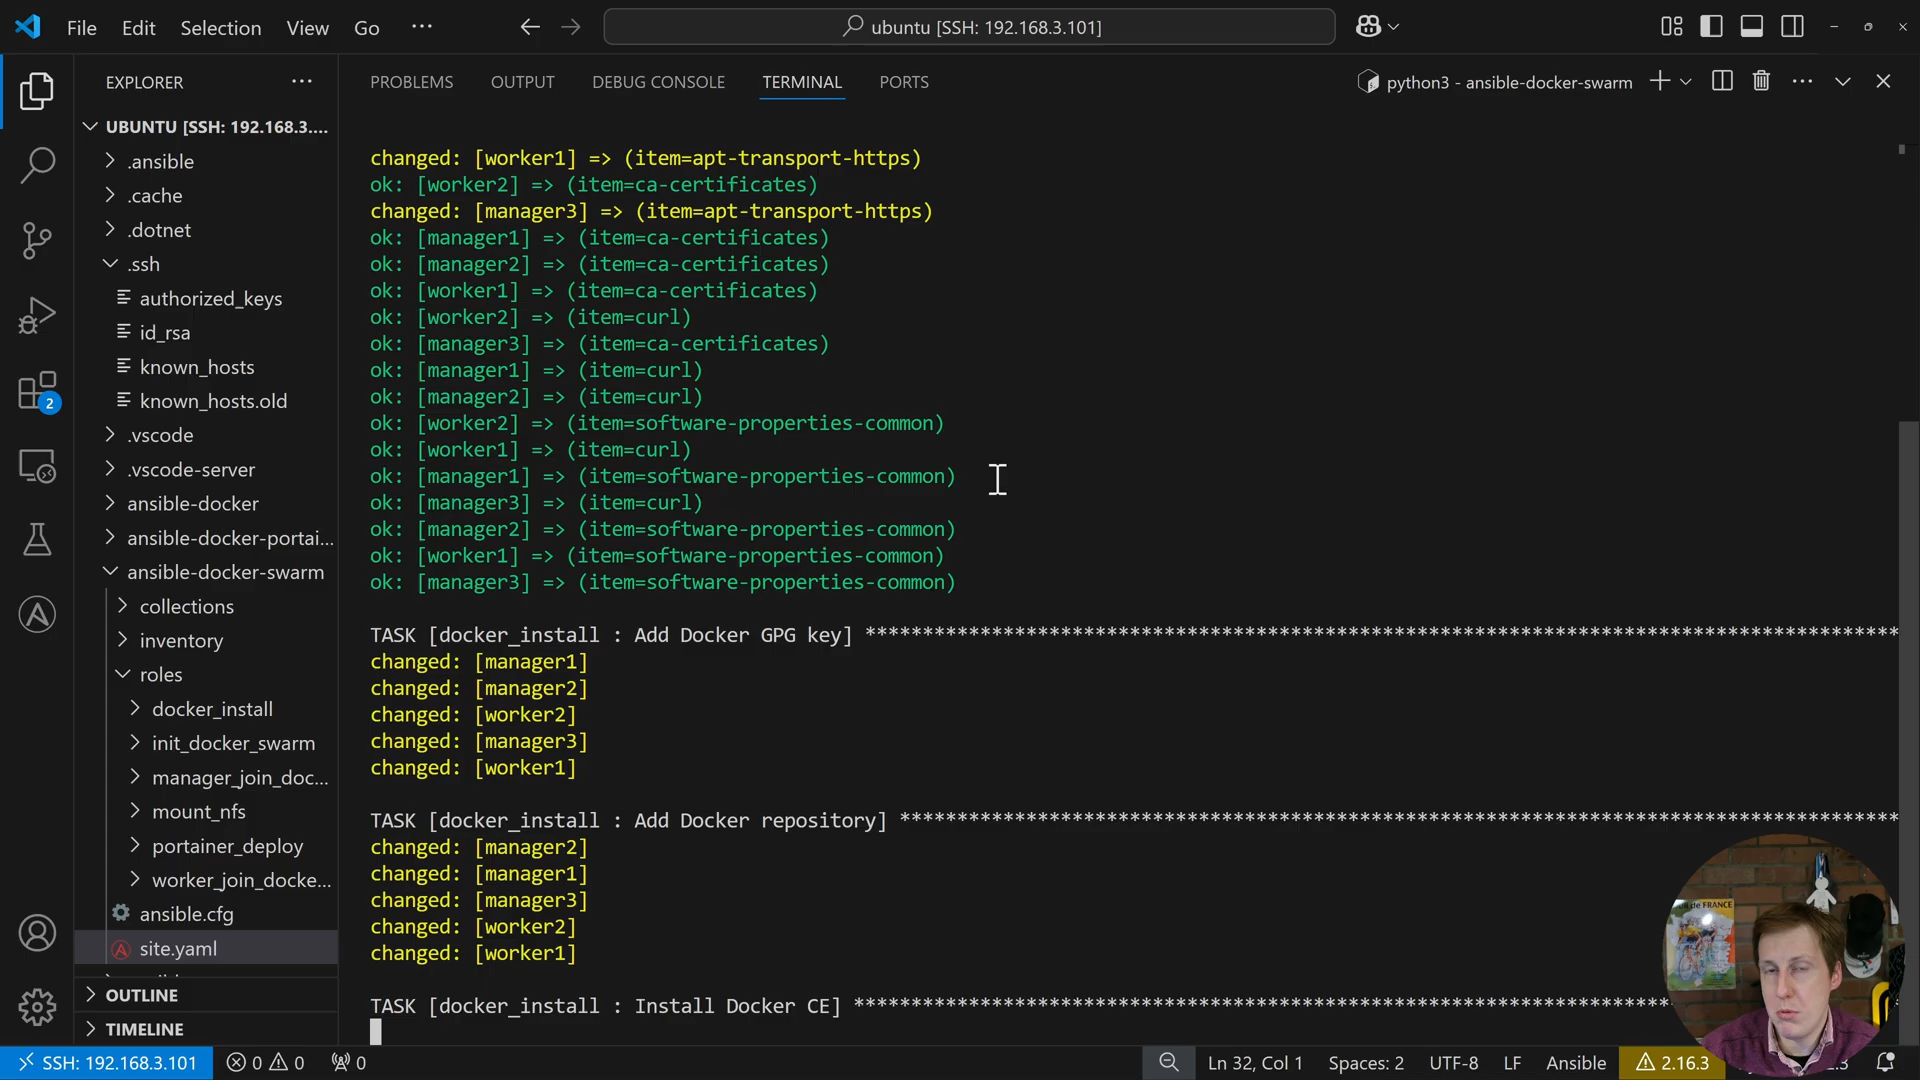 File Edit Selection View Go ··· ubuntu [SSH: 192.168.3.101]
EXPLORER ···
UBUNTU [SSH: 192.168.3....
.ansible
.cache
.dotnet
.ssh
authorized_keys
id_rsa
known_hosts
known_hosts.old
.vscode
.vscode-server
ansible-docker
ansible-docker-portai...
ansible-docker-swarm
collections
inventory
roles
docker_install
init_docker_swarm
manager_join_doc...
mount_nfs
portainer_deploy
worker_join_docke...
ansible.cfg
site.yaml
OUTLINE
TIMELINE
2
PROBLEMS OUTPUT DEBUG CONSOLE TERMINAL PORTS python3 - ansible-docker-swarm
changed: [worker1] => (item=apt-transport-https)
ok: [worker2] => (item=ca-certificates)
changed: [manager3] => (item=apt-transport-https)
ok: [manager1] => (item=ca-certificates)
ok: [manager2] => (item=ca-certificates)
ok: [worker1] => (item=ca-certificates)
ok: [worker2] => (item=curl)
ok: [manager3] => (item=ca-certificates)
ok: [manager1] => (item=curl)
ok: [manager2] => (item=curl)
ok: [worker2] => (item=software-properties-common)
ok: [worker1] => (item=curl)
ok: [manager1] => (item=software-properties-common)
ok: [manager3] => (item=curl)
ok: [manager2] => (item=software-properties-common)
ok: [worker1] => (item=software-properties-common)
ok: [manager3] => (item=software-properties-common)
TASK [docker_install : Add Docker GPG key] ******************************************************************************************
changed: [manager1]
changed: [manager2]
changed: [worker2]
changed: [manager3]
changed: [worker1]
TASK [docker_install : Add Docker repository] ***************************************************************************************
changed: [manager2]
changed: [manager1]
changed: [manager3]
changed: [worker2]
changed: [worker1]
TASK [docker_install : Install Docker CE] ***********************************************************************
de FRANCE
SSH: 192.168.3.101 0 0 0 Ln 32, Col 1 Spaces: 2 UTF-8 LF Ansible 2.16.3